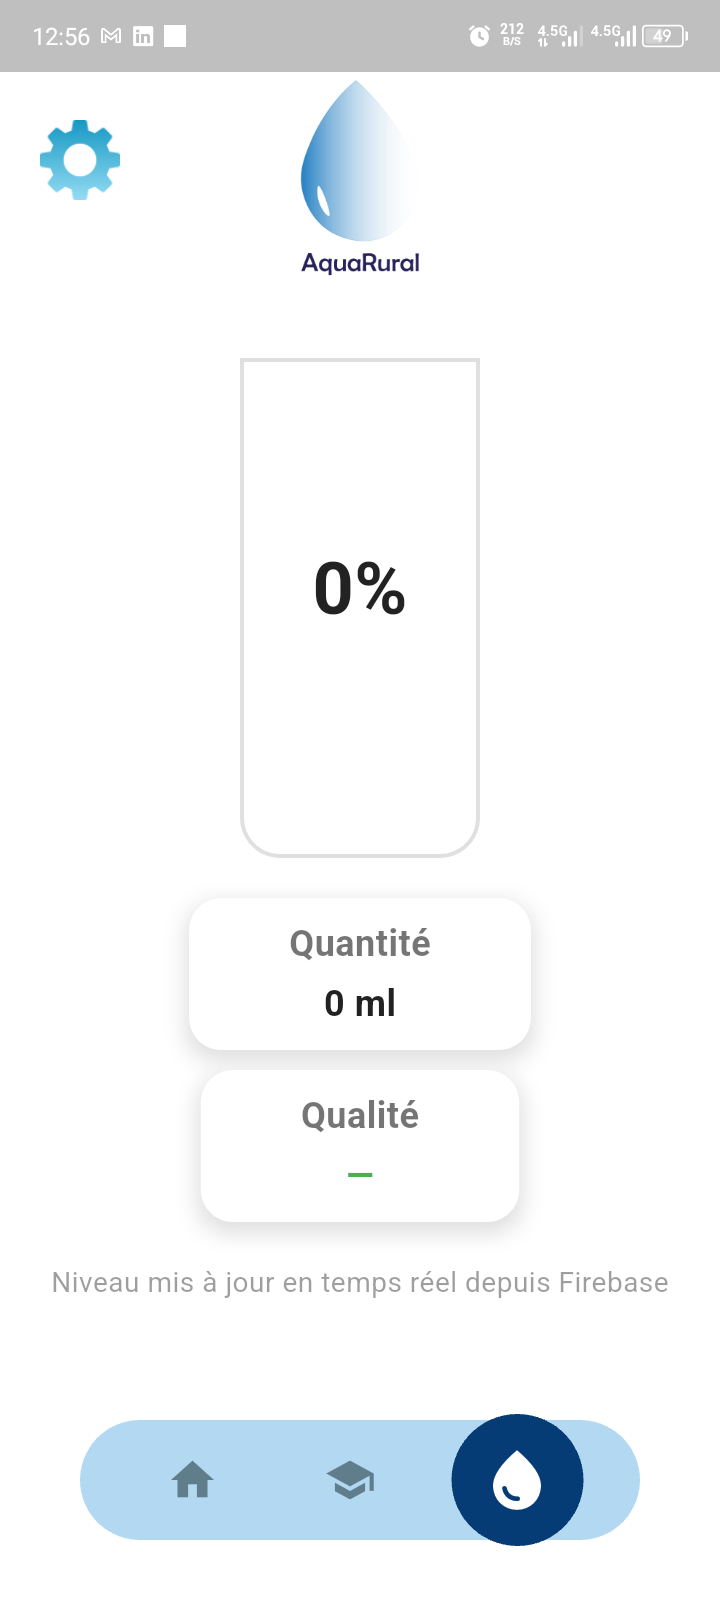 12:56
212
B/S
4.5G
4.5G
49
AquaRural
0%
Quantité
0 ml
Qualité
—
Niveau mis à jour en temps réel depuis Firebase